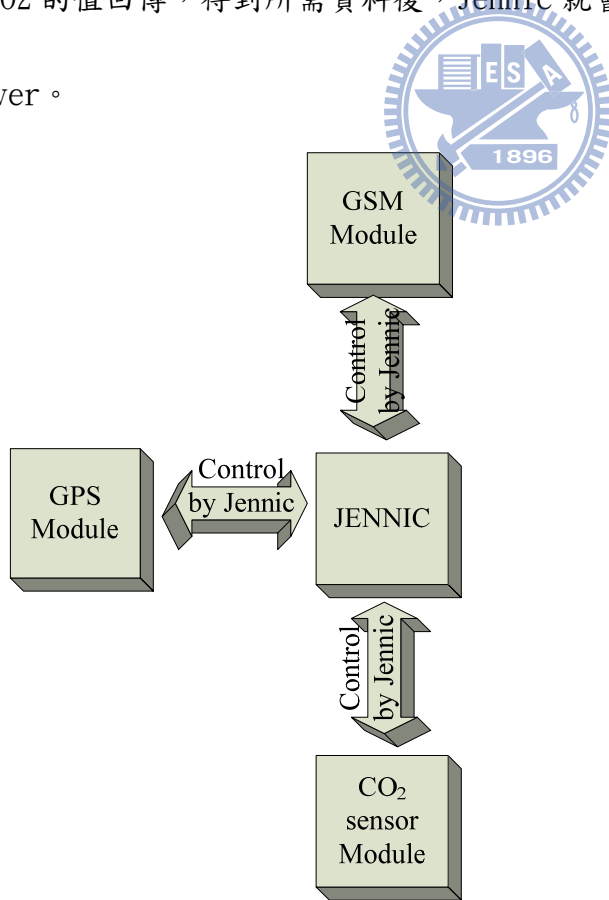 O2 的值回傳，得到所需資料後，Jennic 就會
ver。
ES A
1896
GSM
Module
Control
by Jennic
GPS
Module
Control
by Jennic
JENNIC
Control
by Jennic
CO₂
sensor
Module